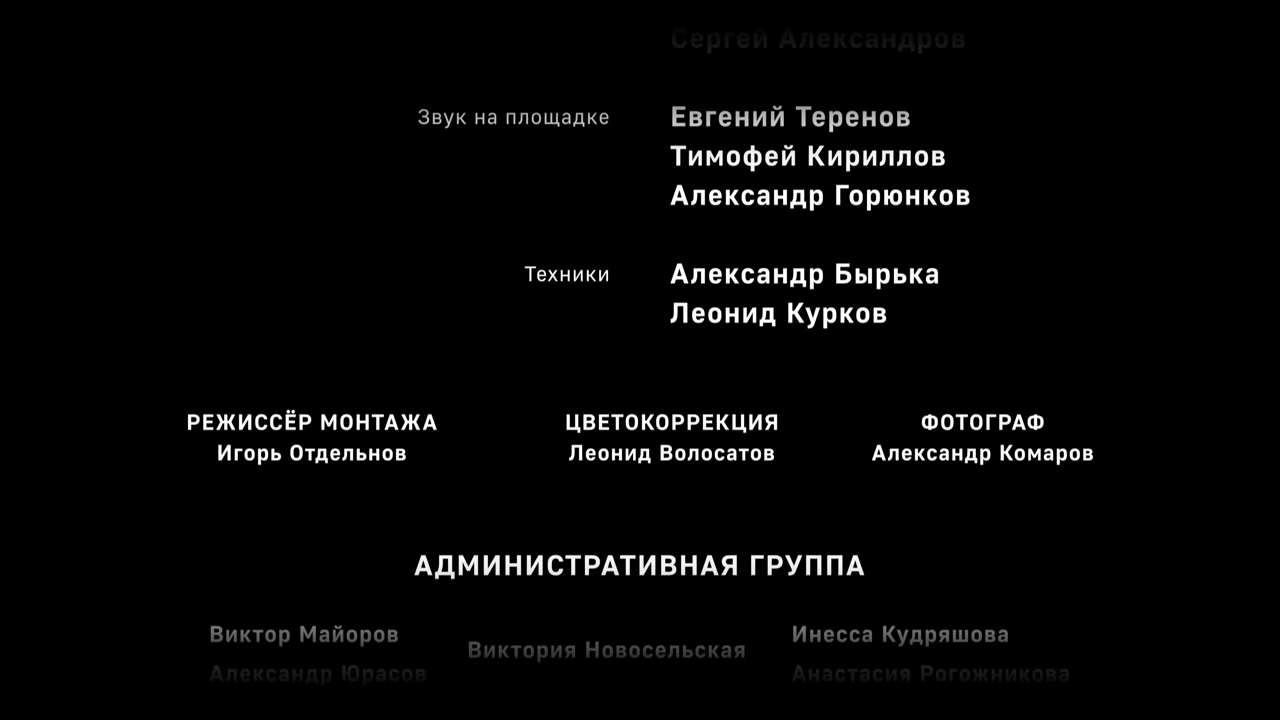 Сергей Александров
Звук на площадке Евгений Теренов
Тимофей Кириллов
Александр Горюнков
Техники Александр Бырька
Леонид Курков
РЕЖИССЁР МОНТАЖА ЦВЕТОКОРРЕКЦИЯ ФОТОГРАФ
Игорь Отдельнов Леонид Волосатов Александр Комаров
АДМИНИСТРАТИВНАЯ ГРУППА
Виктор Майоров Виктория Новосельская Инесса Кудряшова
Александр Юрасов Анастасия Рогожникова